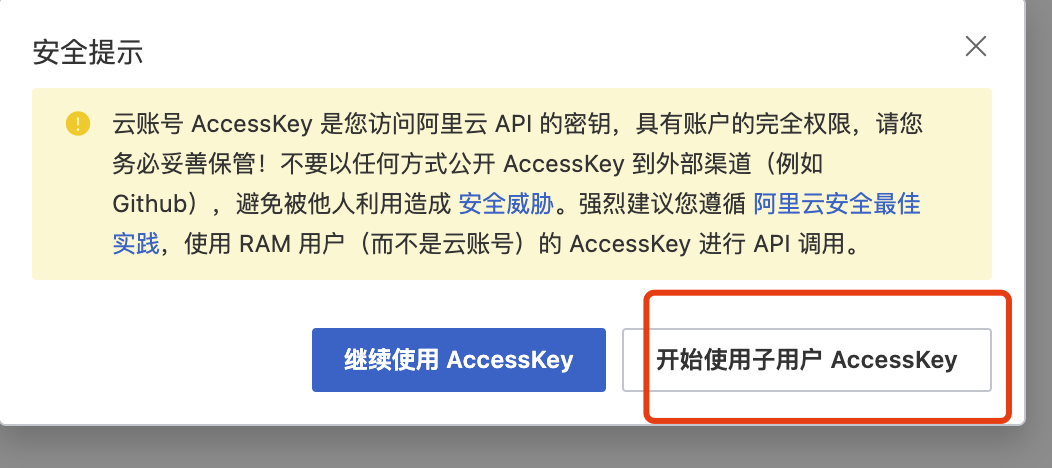 安全提示
云账号 AccessKey 是您访问阿里云 API 的密钥，具有账户的完全权限，请您
务必妥善保管！不要以任何方式公开 AccessKey 到外部渠道（例如
Github），避免被他人利用造成 安全威胁。强烈建议您遵循 阿里云安全最佳
实践，使用 RAM 用户（而不是云账号）的 AccessKey 进行 API 调用。
继续使用 AccessKey
开始使用子用户 AccessKey